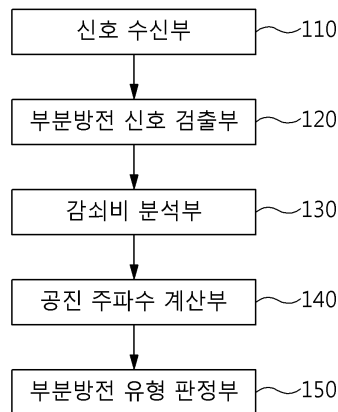 신호 수신부 110
부분방전 신호 검출부 120
감쇠비 분석부 130
공진 주파수 계산부 140
부분방전 유형 판정부 150